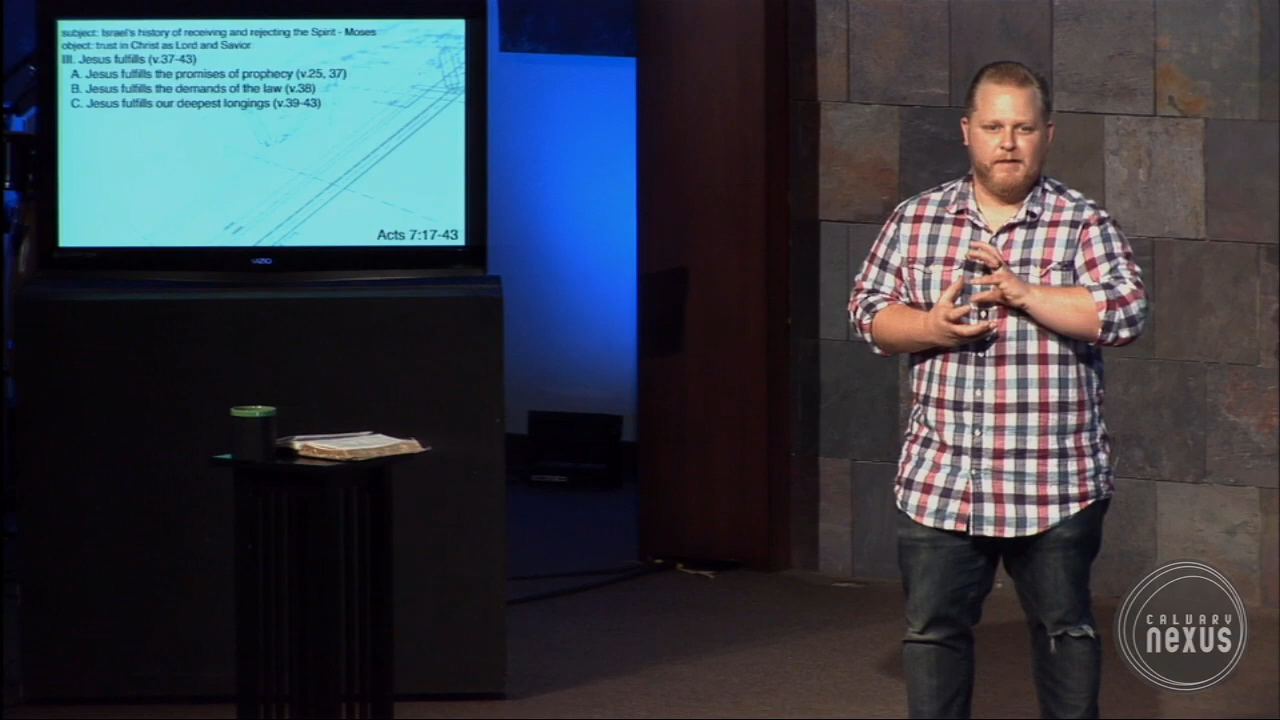 subject: Israel's history of receiving and rejecting the Spirit - Moses
object: trust in Christ as Lord and Savior
III. Jesus fulfills (v.37-43)
A. Jesus fulfills the promises of prophecy (v.25, 37)
B. Jesus fulfills the demands of the law (v.38)
C. Jesus fulfills our deepest longings (v.39-43)
Acts 7:17-43
VIZIO
CALVARY
nexus